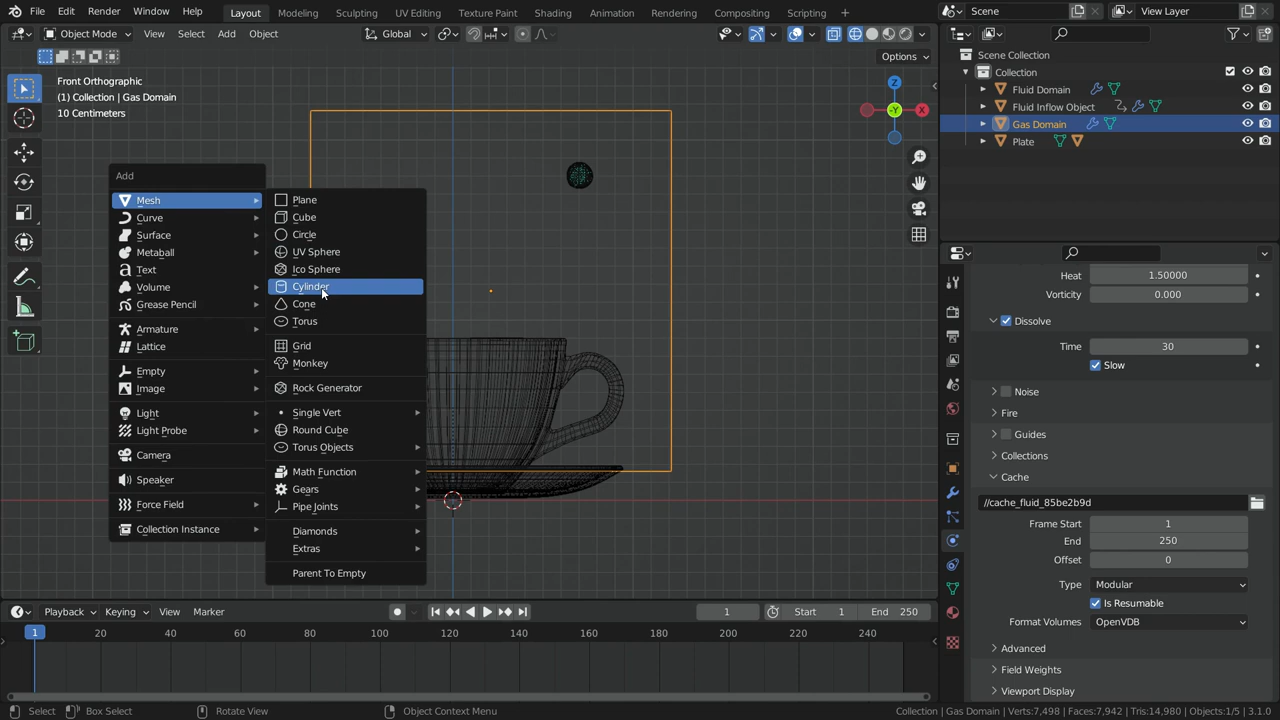 File Edit Render Window Help Layout Modeling Sculpting UV Editing Texture Paint Shading Animation Rendering Compositing Scripting + Scene View Layer
Object Mode View Select Add Object Global
Options
Front Orthographic
(1) Collection | Gas Domain
10 Centimeters
Z
-Y
X
Add
Mesh
Curve
Surface
Metaball
Text
Volume
Grease Pencil
Armature
Lattice
Empty
Image
Light
Light Probe
Camera
Speaker
Force Field
Collection Instance
Plane
Cube
Circle
UV Sphere
Ico Sphere
Cylinder
Cone
Torus
Grid
Monkey
Rock Generator
Single Vert
Round Cube
Torus Objects
Math Function
Gears
Pipe Joints
Diamonds
Extras
Parent To Empty
Scene Collection
Collection
Fluid Domain
Fluid Inflow Object
Gas Domain
Plate
Heat 1.50000
Vorticity 0.000
Dissolve
Time 30
Slow
Noise
Fire
Guides
Collections
Cache
//cache_fluid_85be2b9d
Frame Start 1
End 250
Offset 0
Type Modular
Is Resumable
Format Volumes OpenVDB
Advanced
Field Weights
Viewport Display
Playback Keying View Marker 1 Start 1 End 250
1 20 40 60 80 100 120 140 160 180 200 220 240
Select Box Select Rotate View Object Context Menu Collection | Gas Domain | Verts:7,498 | Faces:7,942 | Tris:14,980 | Objects:1/5 | 3.1.0